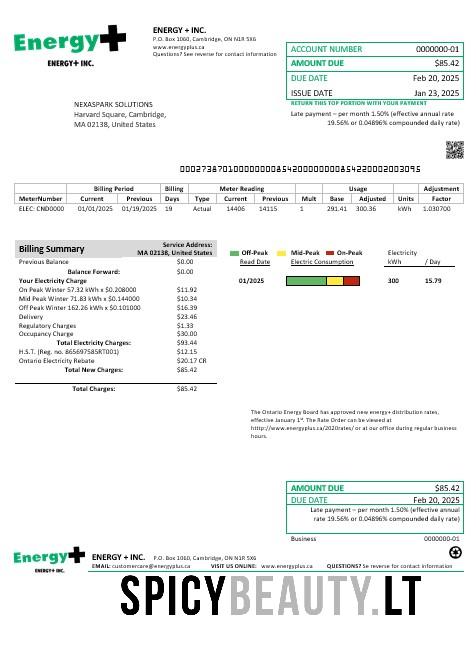 Energy+
ENERGY+ INC.
ENERGY + INC.
P.O. Box 1060, Cambridge, ON N1R 5X6
www.energyplus.ca
Questions? See reverse for contact information
ACCOUNT NUMBER 0000000-01
AMOUNT DUE $85.42
DUE DATE Feb 20, 2025
ISSUE DATE Jan 23, 2025
RETURN THIS TOP PORTION WITH YOUR PAYMENT
Late payment – per month 1.50% (effective annual rate
19.56% or 0.04896% compounded daily rate)
NEXASPARK SOLUTIONS
Harvard Square, Cambridge,
MA 02138, United States
Billing Period Billing Meter Reading Usage Adjustment
MeterNumber Current Previous Days Type Current Previous Mult Base Adjusted Units Factor
ELEC: CND0000 01/01/2025 01/19/2025 19 Actual 14406 14115 1 291.41 300.36 kWh 1.030700
Billing Summary Service Address:
MA 02138, United States
Previous Balance $0.00
Balance Forward: $0.00
Your Electricity Charge
On Peak Winter 57.32 kWh x $0.208000 $11.92
Mid Peak Winter 71.83 kWh x $0.144000 $10.34
Off Peak Winter 162.26 kWh x $0.101000 $16.39
Delivery $23.46
Regulatory Charges $1.33
Occupancy Charge $30.00
Total Electricity Charges: $93.44
H.S.T. (Reg. no. 865697585RT001) $12.15
Ontario Electricity Rebate $20.17 CR
Total New Charges: $85.42
Total Charges: $85.42
Off-Peak Mid-Peak On-Peak Electricity
Read Date Electric Consumption kWh / Day
01/2025 300 15.79
The Ontario Energy Board has approved new energy+ distribution rates,
effective January 1st. The Rate Order can be viewed at
http://www.energyplus.ca/2020rates/ or at our office during regular business
hours.
AMOUNT DUE $85.42
DUE DATE Feb 20, 2025
Late payment – per month 1.50% (effective annual
rate 19.56% or 0.04896% compounded daily rate)
Business 0000000-01
Energy+
ENERGY+ INC.
ENERGY + INC. P.O. Box 1060, Cambridge, ON N1R 5X6
EMAIL: customercare@energyplus.ca VISIT US ONLINE: www.energyplus.ca QUESTIONS? Se reverse for contact information
SPICYBEAUTY.LT